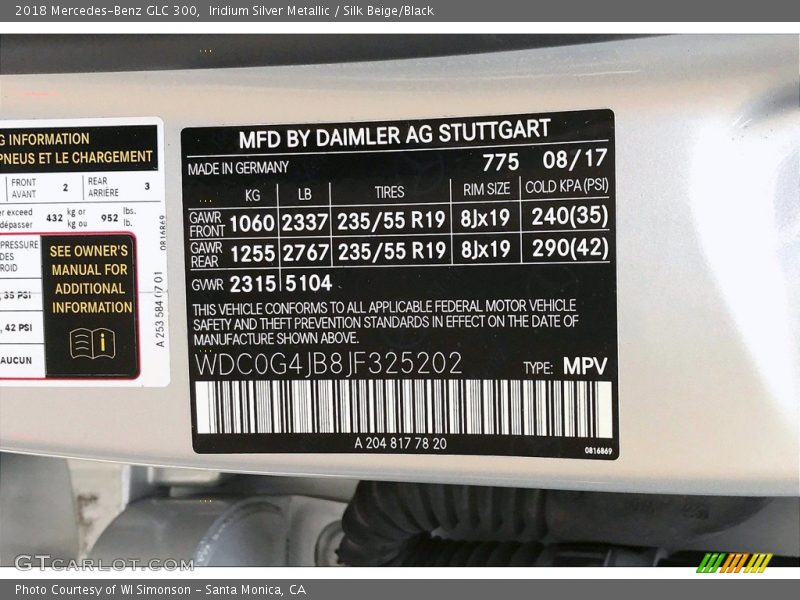 2018 Mercedes-Benz GLC 300, Iridium Silver Metallic / Silk Beige/Black
G INFORMATION
PNEUS ET LE CHARGEMENT
FRONT AVANT 2 REAR ARRIÈRE 3
er exceed
dépasser 432 kg or kg ou 952 lbs. lb.
PRESSURE
DES
ROID
, 35 PSI
, 42 PSI
AUCUN
SEE OWNER'S
MANUAL FOR
ADDITIONAL
INFORMATION
0816869
A 253 584 07 01
MFD BY DAIMLER AG STUTTGART
MADE IN GERMANY 775 08/17
KG LB TIRES RIM SIZE COLD KPA(PSI)
GAWR FRONT 1060 2337 235/55 R19 8Jx19 240(35)
GAWR REAR 1255 2767 235/55 R19 8Jx19 290(42)
GVWR 2315 5104
THIS VEHICLE CONFORMS TO ALL APPLICABLE FEDERAL MOTOR VEHICLE
SAFETY AND THEFT PREVENTION STANDARDS IN EFFECT ON THE DATE OF
MANUFACTURE SHOWN ABOVE.
WDC0G4JB8JF325202 TYPE: MPV
A 204 817 78 20
0816869
GTCARLOT.COM
Photo Courtesy of WI Simonson - Santa Monica, CA